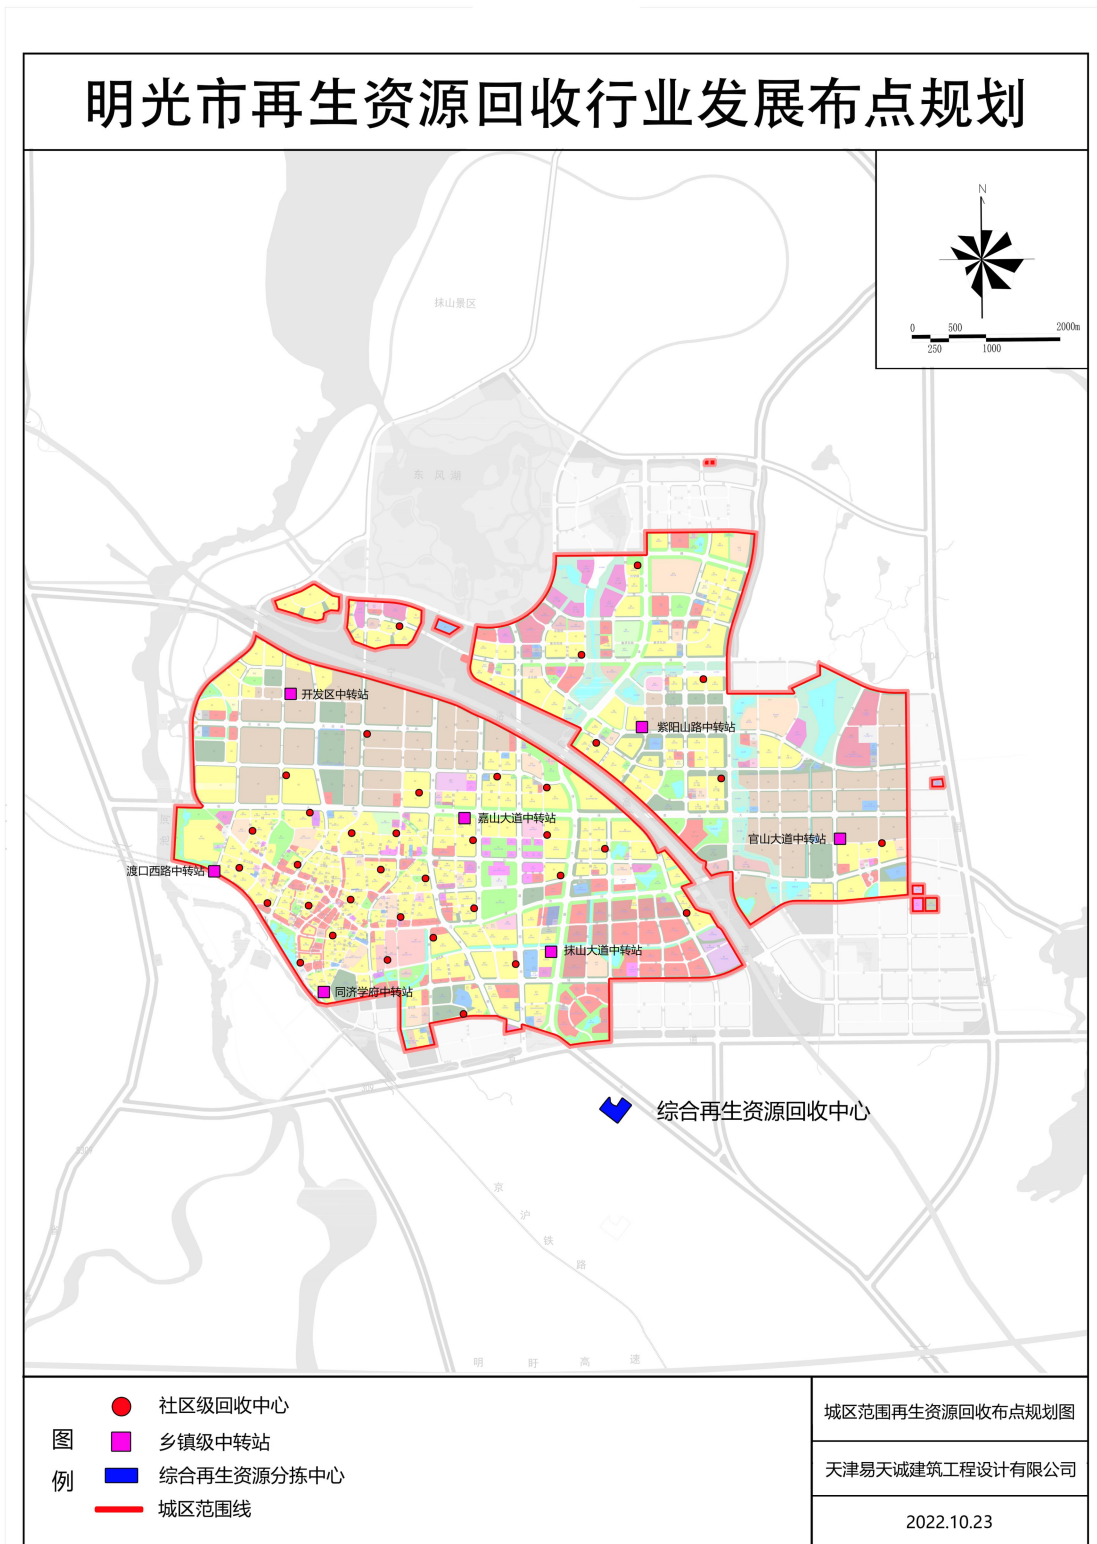 明光市再生资源回收行业发展布点规划
N
0 500 2000m
250 1000
抹山景区
东风湖
开发区中转站
紫阳山路中转站
嘉山大道中转站
官山大道中转站
渡口西路中转站
抹山大道中转站
同济学府中转站
综合再生资源回收中心
京
沪
铁
路
明盱高速
图例
社区级回收中心
乡镇级中转站
综合再生资源分拣中心
城区范围线
城区范围再生资源回收布点规划图
天津易天诚建筑工程设计有限公司
2022.10.23